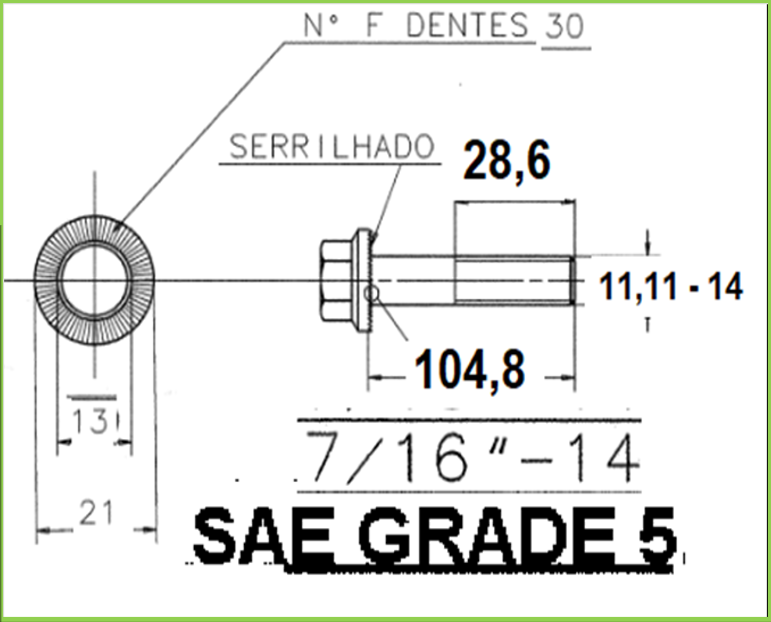 Nº F DENTES 30
SERRILHADO
28,6
11,11 - 14
104,8
13
7/16"-14
21
SAE GRADE 5